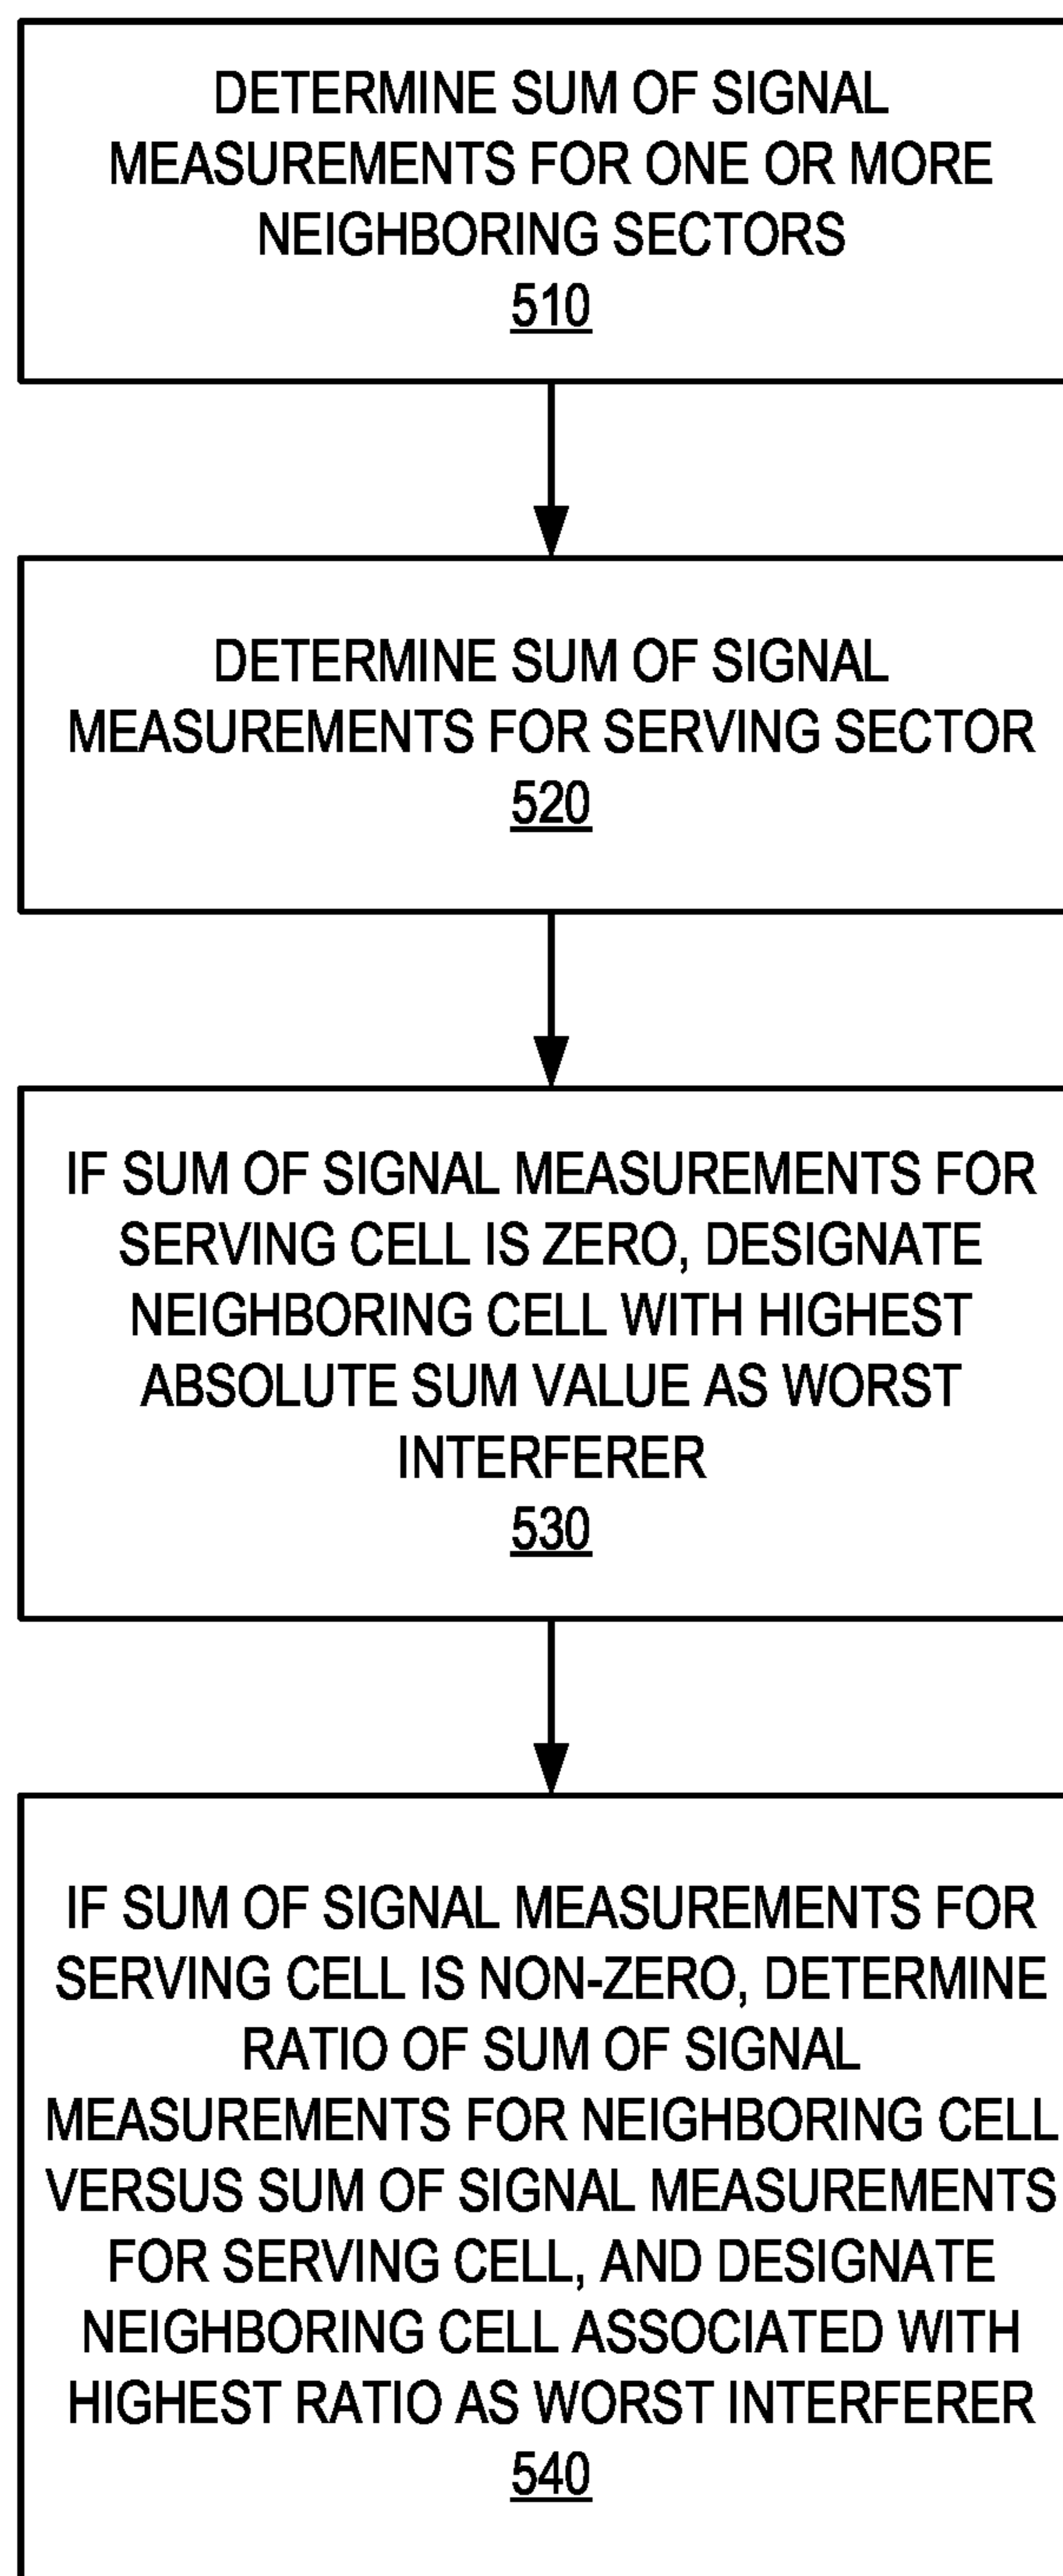 DETERMINE SUM OF SIGNAL
MEASUREMENTS FOR ONE OR MORE
NEIGHBORING SECTORS
510
DETERMINE SUM OF SIGNAL
MEASUREMENTS FOR SERVING SECTOR
520
IF SUM OF SIGNAL MEASUREMENTS FOR
SERVING CELL IS ZERO, DESIGNATE
NEIGHBORING CELL WITH HIGHEST
ABSOLUTE SUM VALUE AS WORST
INTERFERER
530
IF SUM OF SIGNAL MEASUREMENTS FOR
SERVING CELL IS NON-ZERO, DETERMINE
RATIO OF SUM OF SIGNAL
MEASUREMENTS FOR NEIGHBORING CELL
VERSUS SUM OF SIGNAL MEASUREMENTS
FOR SERVING CELL, AND DESIGNATE
NEIGHBORING CELL ASSOCIATED WITH
HIGHEST RATIO AS WORST INTERFERER
540